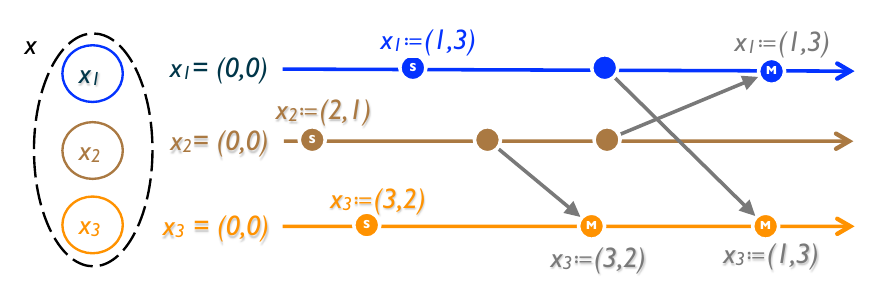 x
x1
x2
x3
x1 = (0,0)
x1:=(1,3)
S
x1:=(1,3)
M
x2:=(2,1)
x2= (0,0)
S
x3:=(3,2)
x3 = (0,0)
S
M
M
x3:=(3,2)
x3:=(1,3)